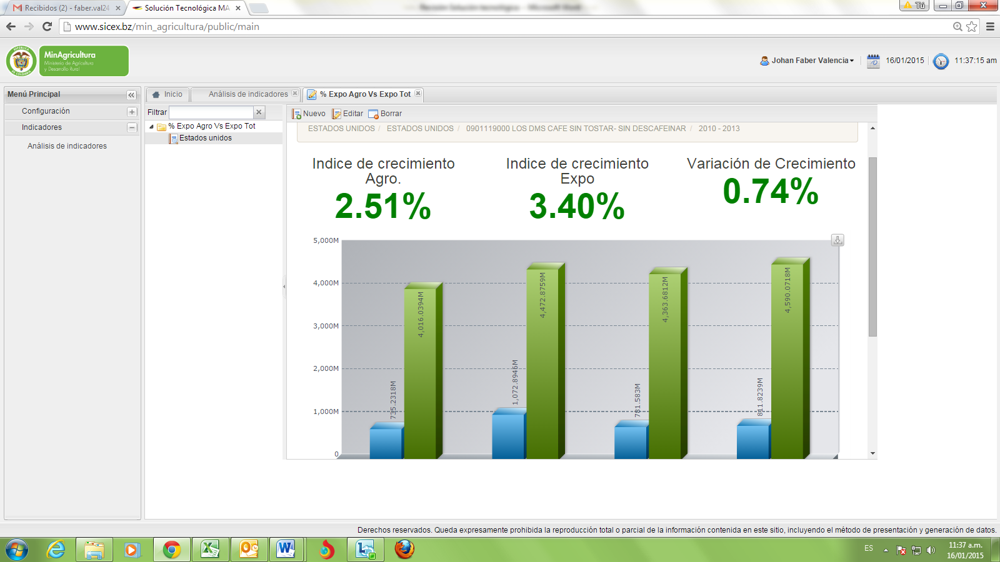 Recibidos (2) - faber.val24
Solución Tecnológica MA
Tú
www.sicex.bz/min_agricultura/public/main
REPUBLICA
DE COLOMBIA
MinAgricultura
Ministerio de Agricultura
y Desarrollo Rural
Johan Faber Valencia
16/01/2015
11:37:15 am
Menú Principal
Configuración
Indicadores
Análisis de indicadores
Inicio
Análisis de indicadores
% Expo Agro Vs Expo Tot
Filtrar
% Expo Agro Vs Expo Tot
Estados unidos
Nuevo
Editar
Borrar
ESTADOS UNIDOS / ESTADOS UNIDOS / 0901119000 LOS DMS CAFE SIN TOSTAR- SIN DESCAFEINAR / 2010 - 2013
Indice de crecimiento
Agro.
2.51%
Indice de crecimiento
Expo
3.40%
Variación de Crecimiento
0.74%
5,000M
4,000M
3,000M
2,000M
1,000M
0
735.2318M
4,016.0394M
1,072.8946M
4,472.8759M
781.583M
4,363.6812M
811.8239M
4,590.0718M
Derechos reservados. Queda expresamente prohibida la reproducción total o parcial de la información contenida en este sitio, incluyendo el método de presentación y generación de datos.
ES
11:37 a.m.
16/01/2015